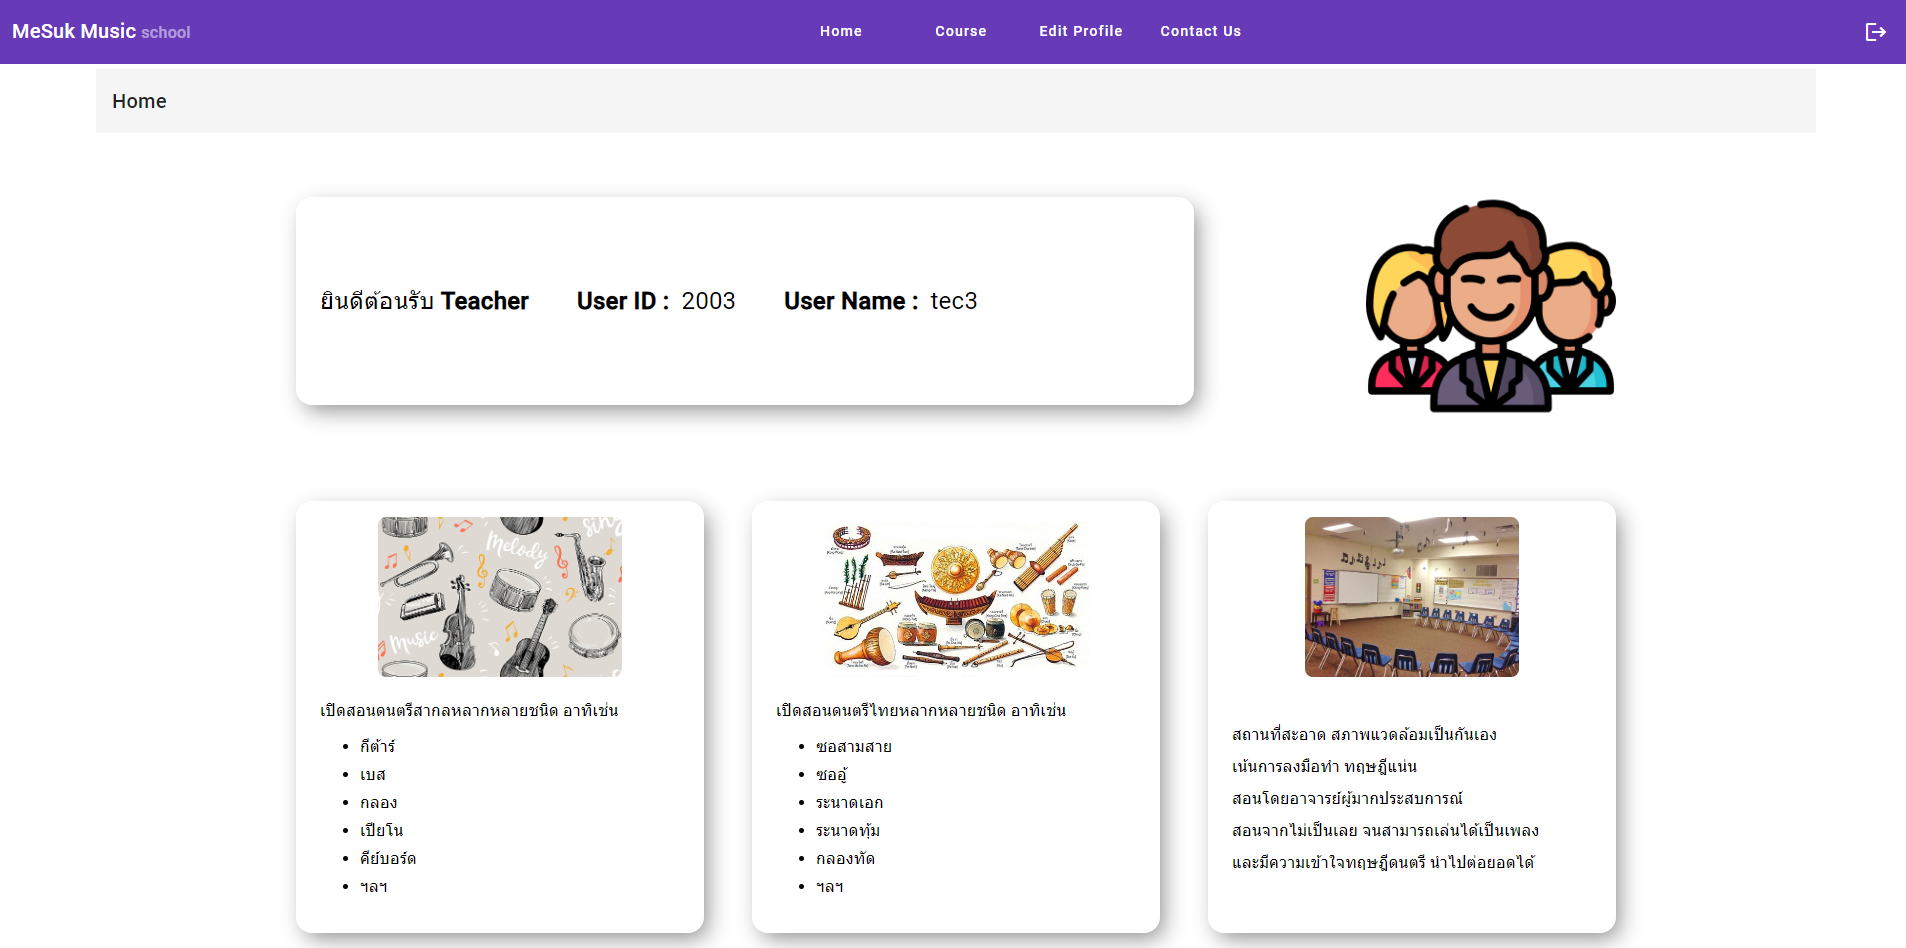 MeSuk Music school
Home
Course
Edit Profile
Contact Us
Home
ยินดีต้อนรับ Teacher User ID : 2003 User Name : tec3
Melody
Music
เปิดสอนดนตรีสากลหลากหลายชนิด อาทิเช่น
กีต้าร์
เบส
กลอง
เปียโน
คีย์บอร์ด
ฯลฯ
เปิดสอนดนตรีไทยหลากหลายชนิด อาทิเช่น
ซอสามสาย
ซออู้
ระนาดเอก
ระนาดทุ้ม
กลองทัด
ฯลฯ
สถานที่สะอาด สภาพแวดล้อมเป็นกันเอง
เน้นการลงมือทำ ทฤษฎีแน่น
สอนโดยอาจารย์ผู้มากประสบการณ์
สอนจากไม่เป็นเลย จนสามารถเล่นได้เป็นเพลง
และมีความเข้าใจทฤษฎีดนตรี นำไปต่อยอดได้